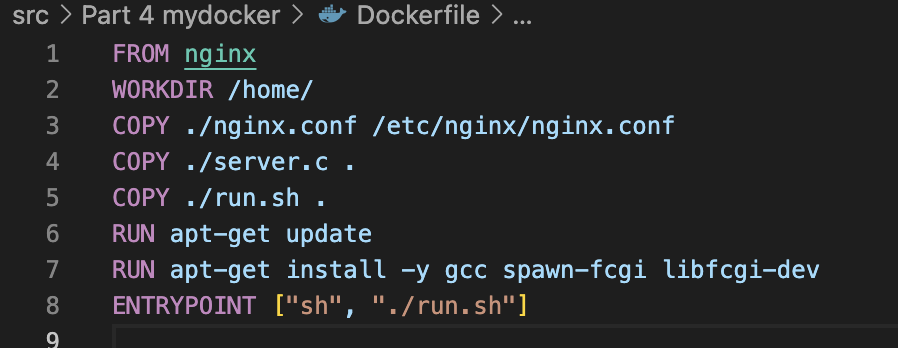 src > Part 4 mydocker > Dockerfile > ...
1 FROM nginx
2 WORKDIR /home/
3 COPY ./nginx.conf /etc/nginx/nginx.conf
4 COPY ./server.c .
5 COPY ./run.sh .
6 RUN apt-get update
7 RUN apt-get install -y gcc spawn-fcgi libfcgi-dev
8 ENTRYPOINT ["sh", "./run.sh"]
9